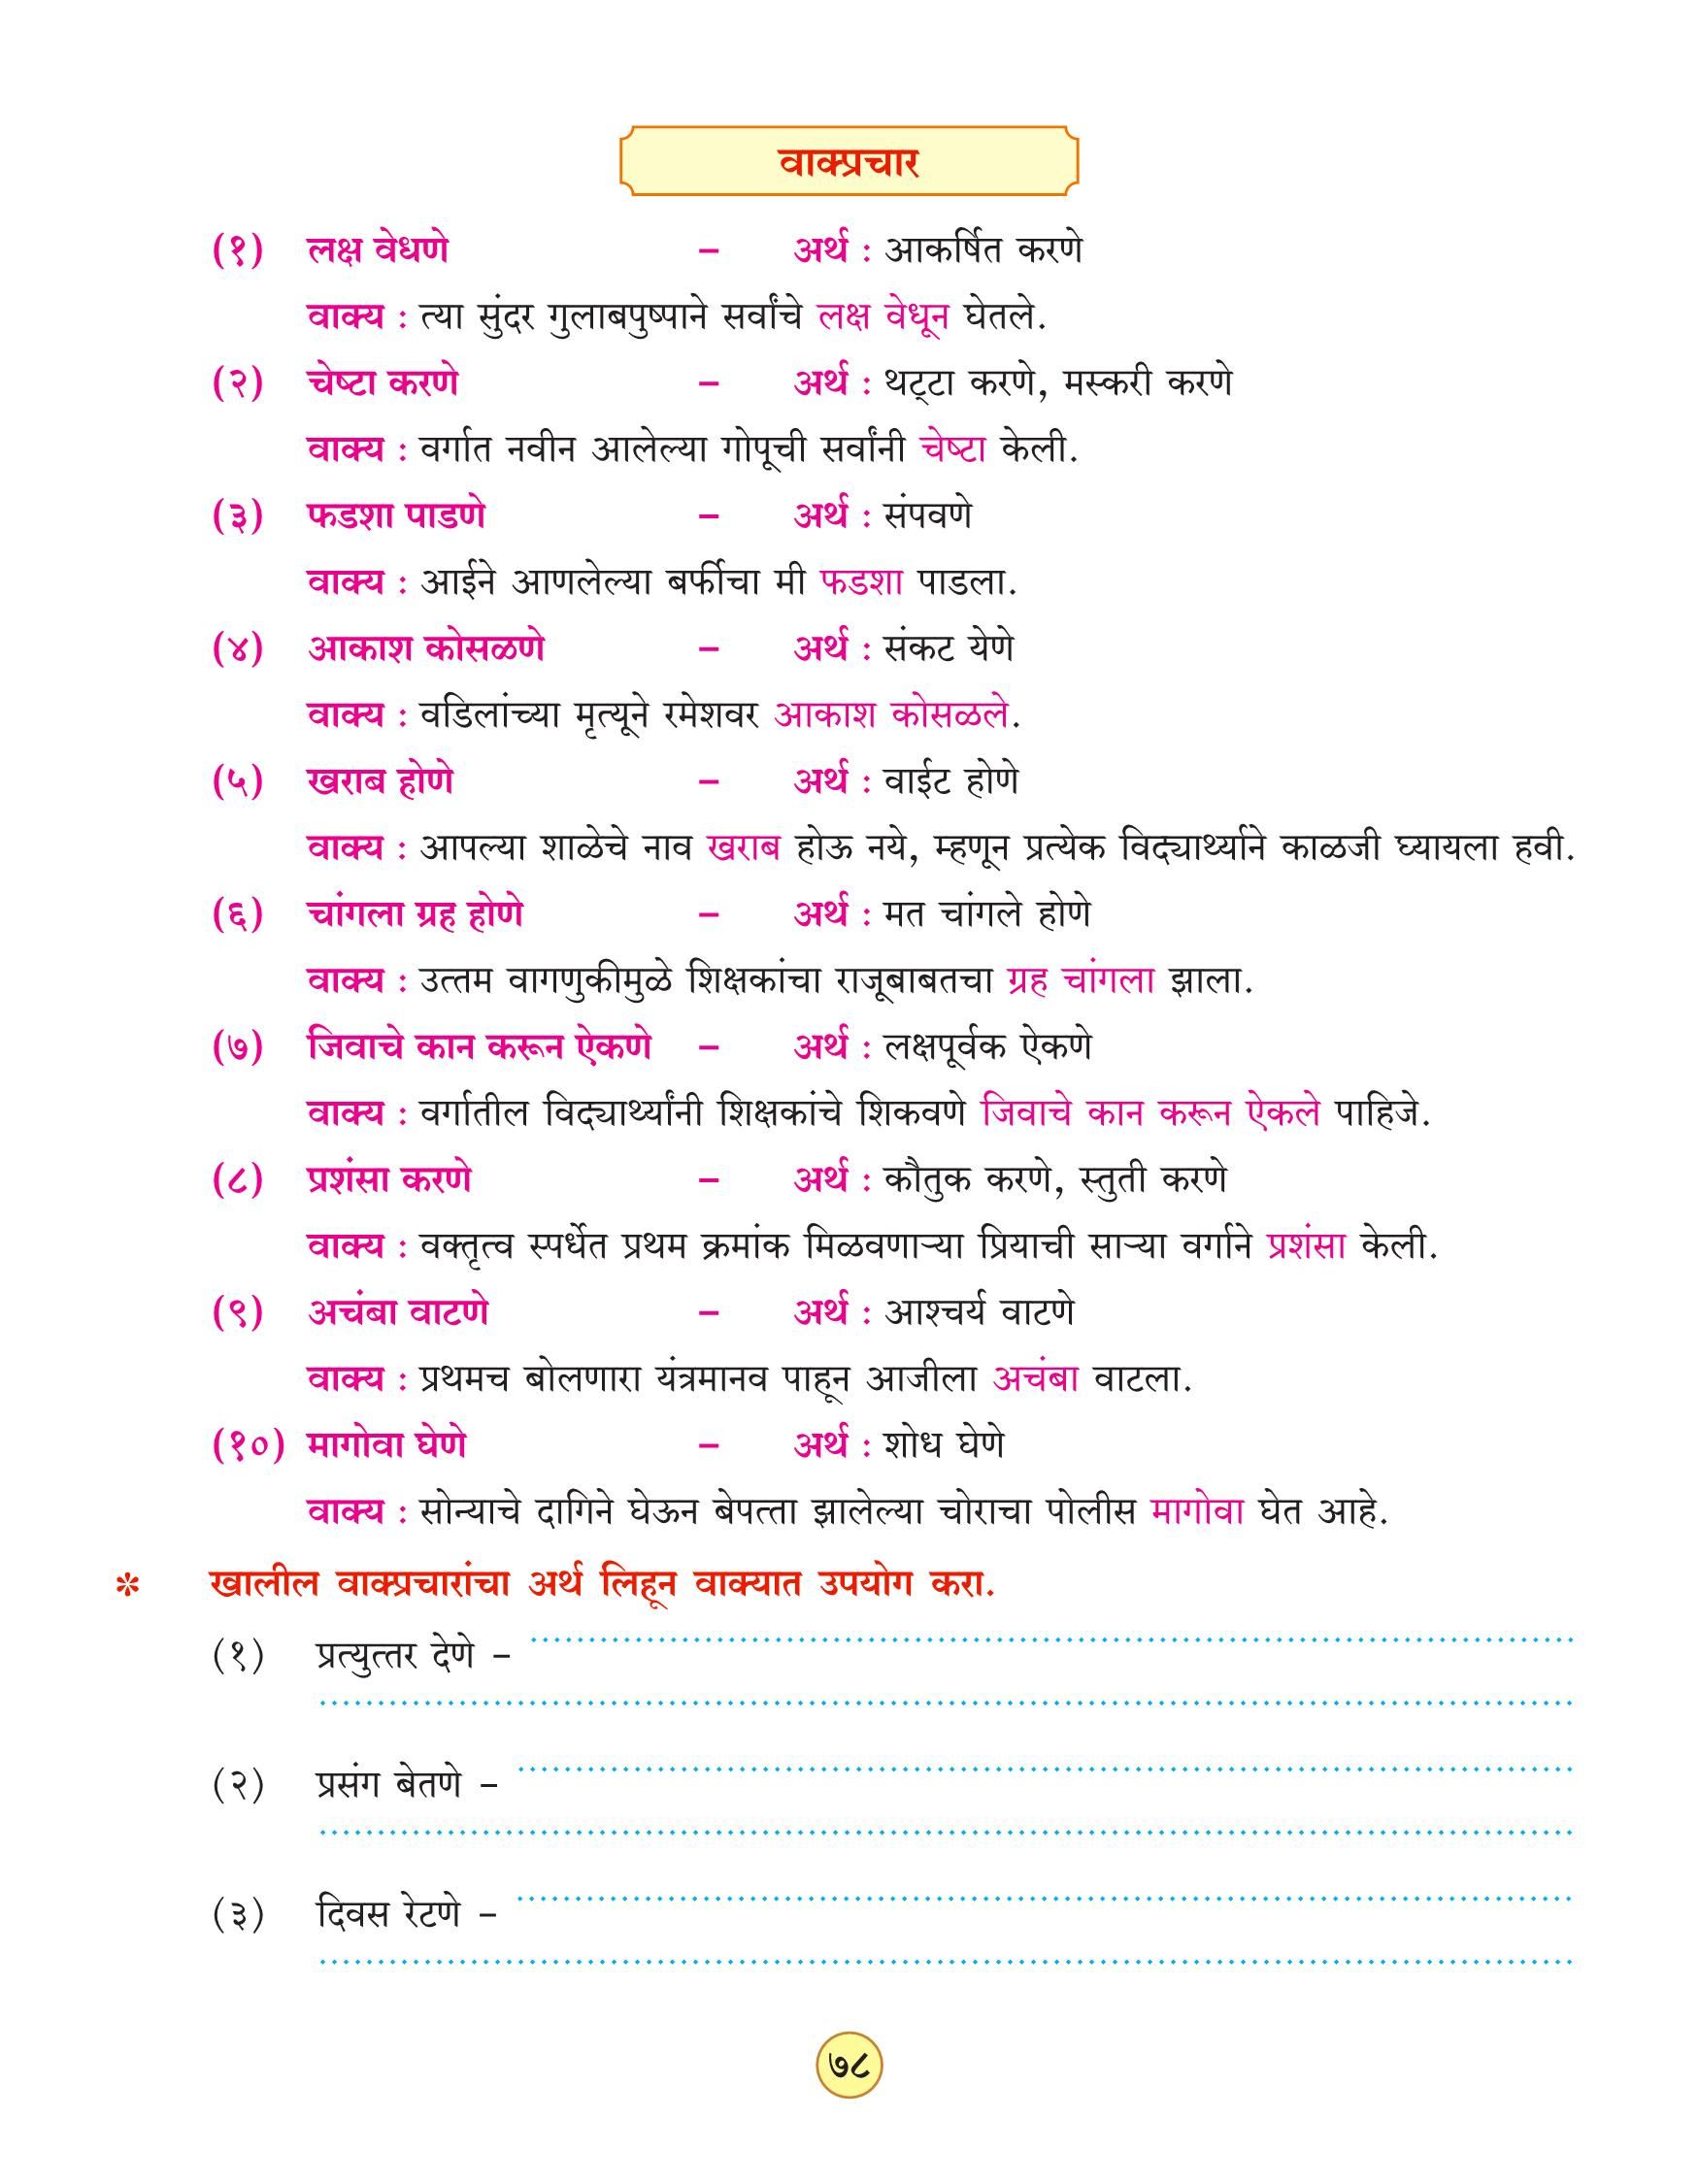 वाक्प्रचार
(१) लक्ष वेधणे – अर्थ : आकर्षित करणे
वाक्य : त्या सुंदर गुलाबपुष्पाने सर्वांचे लक्ष वेधून घेतले.
(२) चेष्टा करणे – अर्थ : थट्टा करणे, मस्करी करणे
वाक्य : वर्गात नवीन आलेल्या गोपूची सर्वांनी चेष्टा केली.
(३) फडशा पाडणे – अर्थ : संपवणे
वाक्य : आईने आणलेल्या बर्फीचा मी फडशा पाडला.
(४) आकाश कोसळणे – अर्थ : संकट येणे
वाक्य : वडिलांच्या मृत्यूने रमेशवर आकाश कोसळले.
(५) खराब होणे – अर्थ : वाईट होणे
वाक्य : आपल्या शाळेचे नाव खराब होऊ नये, म्हणून प्रत्येक विद्यार्थ्याने काळजी घ्यायला हवी.
(६) चांगला ग्रह होणे – अर्थ : मत चांगले होणे
वाक्य : उत्तम वागणुकीमुळे शिक्षकांचा राजूबाबतचा ग्रह चांगला झाला.
(७) जिवाचे कान करून ऐकणे – अर्थ : लक्षपूर्वक ऐकणे
वाक्य : वर्गातील विद्यार्थ्यांनी शिक्षकांचे शिकवणे जिवाचे कान करून ऐकले पाहिजे.
(८) प्रशंसा करणे – अर्थ : कौतुक करणे, स्तुती करणे
वाक्य : वक्तृत्व स्पर्धेत प्रथम क्रमांक मिळवणाऱ्या प्रियाची साऱ्या वर्गाने प्रशंसा केली.
(९) अचंबा वाटणे – अर्थ : आश्चर्य वाटणे
वाक्य : प्रथमच बोलणारा यंत्रमानव पाहून आजीला अचंबा वाटला.
(१०) मागोवा घेणे – अर्थ : शोध घेणे
वाक्य : सोन्याचे दागिने घेऊन बेपत्ता झालेल्या चोराचा पोलीस मागोवा घेत आहे.
* खालील वाक्प्रचारांचा अर्थ लिहून वाक्यात उपयोग करा.
(१) प्रत्युत्तर देणे –
(२) प्रसंग बेतणे –
(३) दिवस रेटणे –
७८